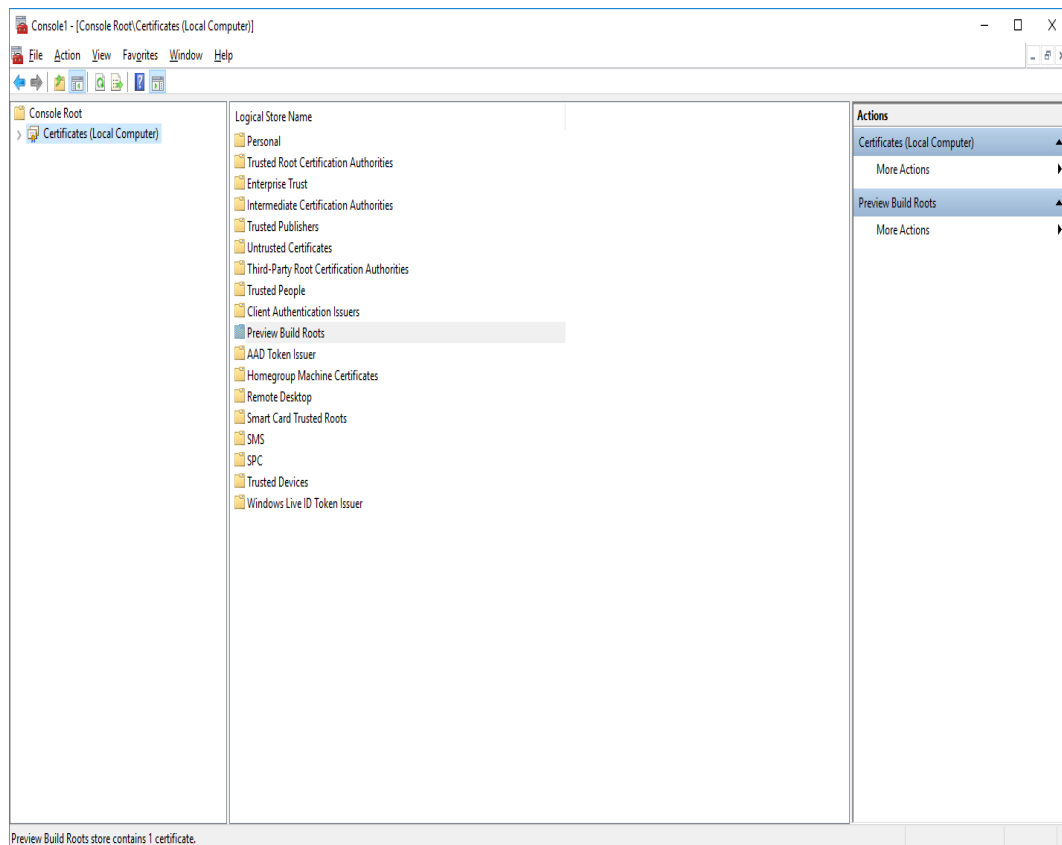 Console1 - [Console Root\Certificates (Local Computer)]
File Action View Favorites Window Help
Console Root
Certificates (Local Computer)
Logical Store Name
Personal
Trusted Root Certification Authorities
Enterprise Trust
Intermediate Certification Authorities
Trusted Publishers
Untrusted Certificates
Third-Party Root Certification Authorities
Trusted People
Client Authentication Issuers
Preview Build Roots
AAD Token Issuer
Homegroup Machine Certificates
Remote Desktop
Smart Card Trusted Roots
SMS
SPC
Trusted Devices
Windows Live ID Token Issuer
Actions
Certificates (Local Computer)
More Actions
Preview Build Roots
More Actions
Preview Build Roots store contains 1 certificate.